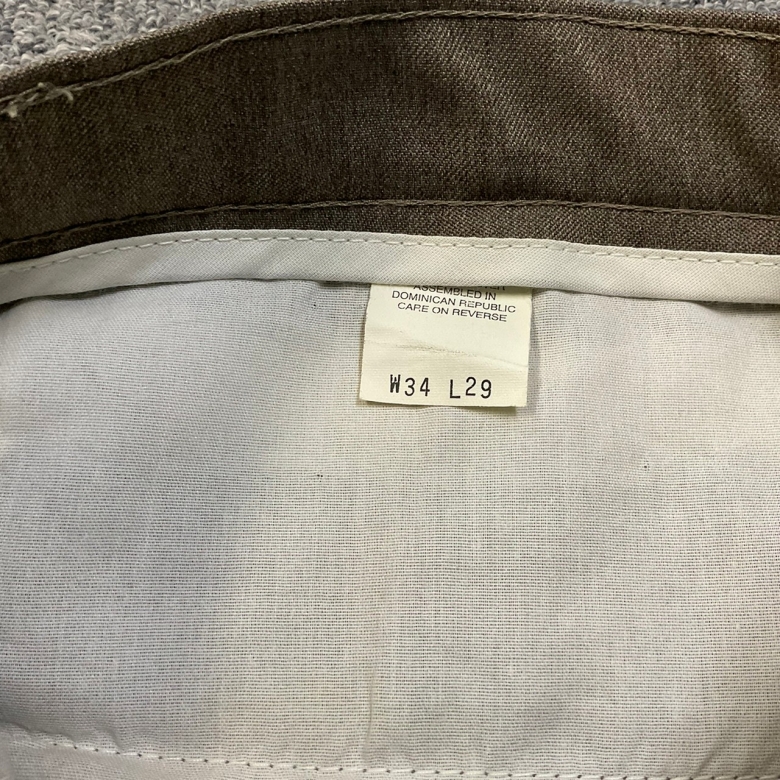 ASSEMBLED IN
DOMINICAN REPUBLIC
CARE ON REVERSE
W34 L29